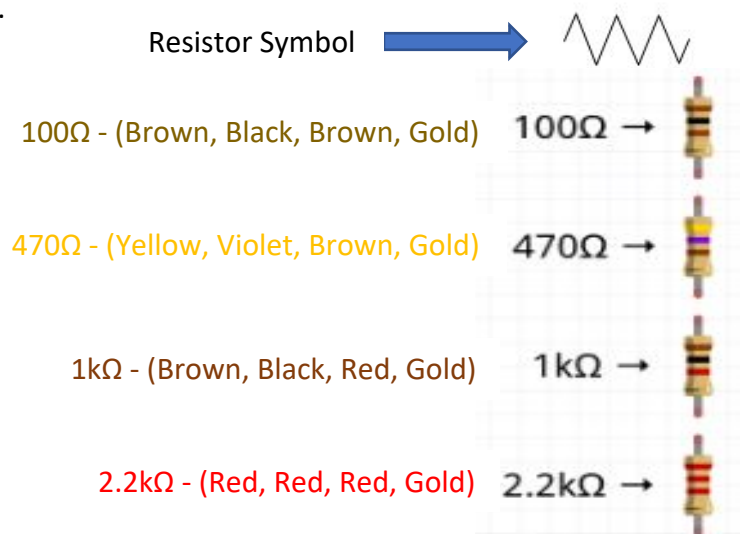 .
Resistor Symbol
100Ω - (Brown, Black, Brown, Gold) 100Ω →
470Ω - (Yellow, Violet, Brown, Gold) 470Ω →
1kΩ - (Brown, Black, Red, Gold) 1kΩ →
2.2kΩ - (Red, Red, Red, Gold) 2.2kΩ →